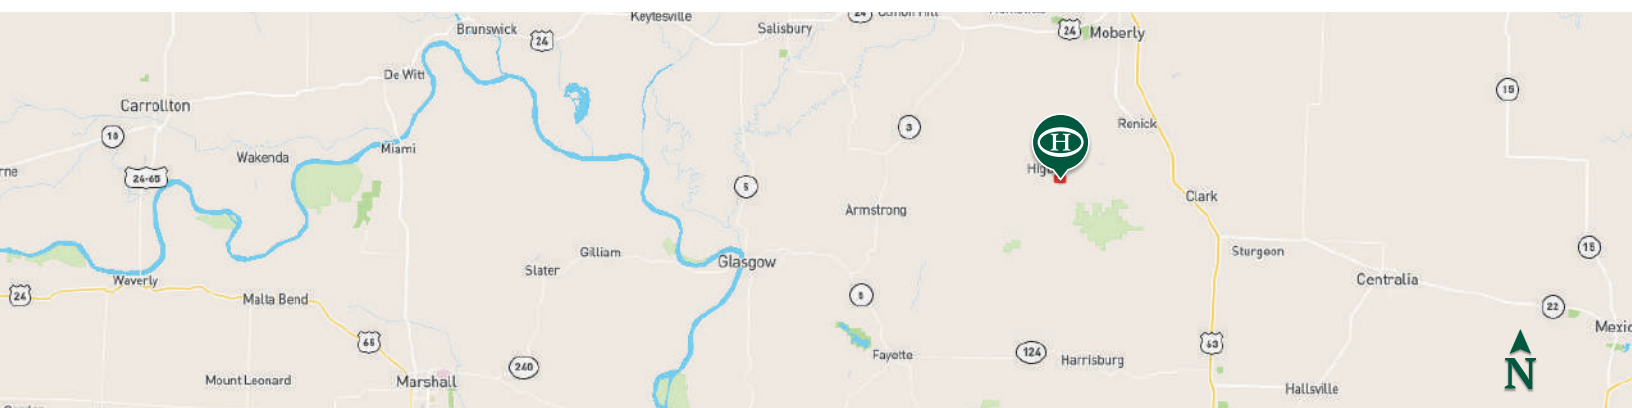 Keytesville
24
Brunswick
24
Salisbury
24
Moberly
De Witt
15
Carrollton
10
3
Renick
H
Wakenda
Miami
24-65
5
Clark
Armstrong
Gilliam
Glasgow
Sturgeon
15
Slater
Waverly
Centralia
24
Malta Bend
5
22
65
63
N
124
Harrisburg
Fayette
240
Mount Leonard
Marshall
Hallsville